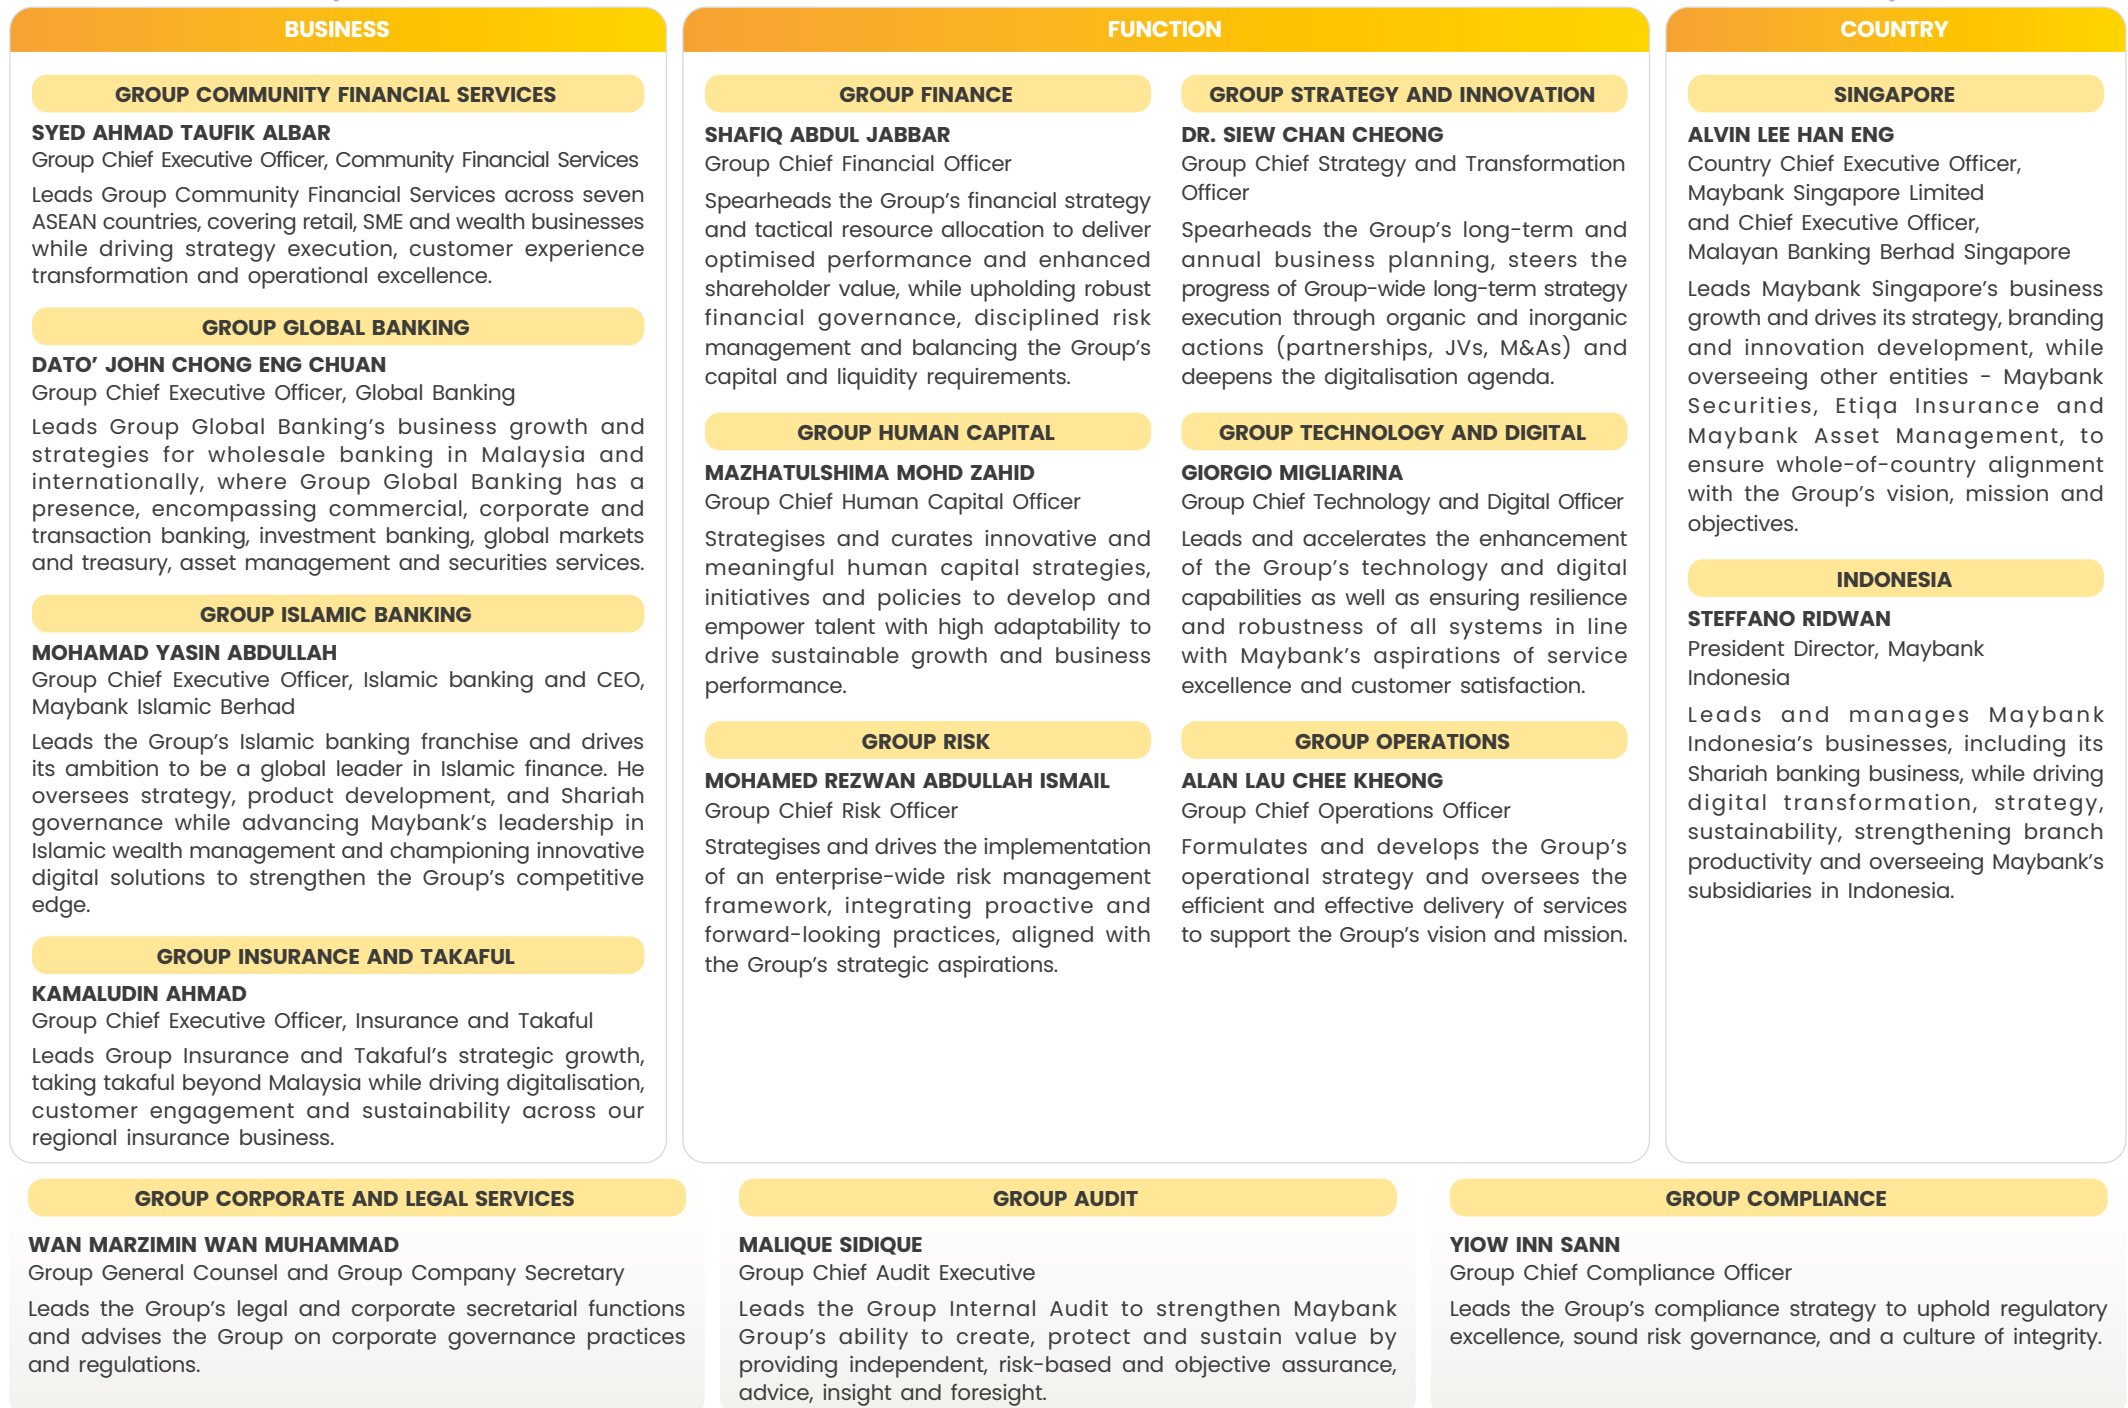 BUSINESS
GROUP COMMUNITY FINANCIAL SERVICES
SYED AHMAD TAUFIK ALBAR
Group Chief Executive Officer, Community Financial Services
Leads Group Community Financial Services across seven
ASEAN countries, covering retail, SME and wealth businesses
while driving strategy execution, customer experience
transformation and operational excellence.
GROUP GLOBAL BANKING
DATO’ JOHN CHONG ENG CHUAN
Group Chief Executive Officer, Global Banking
Leads Group Global Banking’s business growth and
strategies for wholesale banking in Malaysia and
internationally, where Group Global Banking has a
presence, encompassing commercial, corporate and
transaction banking, investment banking, global markets
and treasury, asset management and securities services.
GROUP ISLAMIC BANKING
MOHAMAD YASIN ABDULLAH
Group Chief Executive Officer, Islamic banking and CEO,
Maybank Islamic Berhad
Leads the Group’s Islamic banking franchise and drives
its ambition to be a global leader in Islamic finance. He
oversees strategy, product development, and Shariah
governance while advancing Maybank’s leadership in
Islamic wealth management and championing innovative
digital solutions to strengthen the Group’s competitive
edge.
GROUP INSURANCE AND TAKAFUL
KAMALUDIN AHMAD
Group Chief Executive Officer, Insurance and Takaful
Leads Group Insurance and Takaful’s strategic growth,
taking takaful beyond Malaysia while driving digitalisation,
customer engagement and sustainability across our
regional insurance business.
FUNCTION
GROUP FINANCE
SHAFIQ ABDUL JABBAR
Group Chief Financial Officer
Spearheads the Group’s financial strategy
and tactical resource allocation to deliver
optimised performance and enhanced
shareholder value, while upholding robust
financial governance, disciplined risk
management and balancing the Group’s
capital and liquidity requirements.
GROUP HUMAN CAPITAL
MAZHATULSHIMA MOHD ZAHID
Group Chief Human Capital Officer
Strategises and curates innovative and
meaningful human capital strategies,
initiatives and policies to develop and
empower talent with high adaptability to
drive sustainable growth and business
performance.
GROUP RISK
MOHAMED REZWAN ABDULLAH ISMAIL
Group Chief Risk Officer
Strategises and drives the implementation
of an enterprise-wide risk management
framework, integrating proactive and
forward-looking practices, aligned with
the Group’s strategic aspirations.
GROUP STRATEGY AND INNOVATION
DR. SIEW CHAN CHEONG
Group Chief Strategy and Transformation
Officer
Spearheads the Group’s long-term and
annual business planning, steers the
progress of Group-wide long-term strategy
execution through organic and inorganic
actions (partnerships, JVs, M&As) and
deepens the digitalisation agenda.
GROUP TECHNOLOGY AND DIGITAL
GIORGIO MIGLIARINA
Group Chief Technology and Digital Officer
Leads and accelerates the enhancement
of the Group’s technology and digital
capabilities as well as ensuring resilience
and robustness of all systems in line
with Maybank’s aspirations of service
excellence and customer satisfaction.
GROUP OPERATIONS
ALAN LAU CHEE KHEONG
Group Chief Operations Officer
Formulates and develops the Group’s
operational strategy and oversees the
efficient and effective delivery of services
to support the Group’s vision and mission.
COUNTRY
SINGAPORE
ALVIN LEE HAN ENG
Country Chief Executive Officer,
Maybank Singapore Limited
and Chief Executive Officer,
Malayan Banking Berhad Singapore
Leads Maybank Singapore’s business
growth and drives its strategy, branding
and innovation development, while
overseeing other entities - Maybank
Securities, Etiqa Insurance and
Maybank Asset Management, to
ensure whole-of-country alignment
with the Group’s vision, mission and
objectives.
INDONESIA
STEFFANO RIDWAN
President Director, Maybank
Indonesia
Leads and manages Maybank
Indonesia’s businesses, including its
Shariah banking business, while driving
digital transformation, strategy,
sustainability, strengthening branch
productivity and overseeing Maybank’s
subsidiaries in Indonesia.
GROUP CORPORATE AND LEGAL SERVICES
WAN MARZIMIN WAN MUHAMMAD
Group General Counsel and Group Company Secretary
Leads the Group’s legal and corporate secretarial functions
and advises the Group on corporate governance practices
and regulations.
GROUP AUDIT
MALIQUE SIDIQUE
Group Chief Audit Executive
Leads the Group Internal Audit to strengthen Maybank
Group’s ability to create, protect and sustain value by
providing independent, risk-based and objective assurance,
advice, insight and foresight.
GROUP COMPLIANCE
YIOW INN SANN
Group Chief Compliance Officer
Leads the Group’s compliance strategy to uphold regulatory
excellence, sound risk governance, and a culture of integrity.